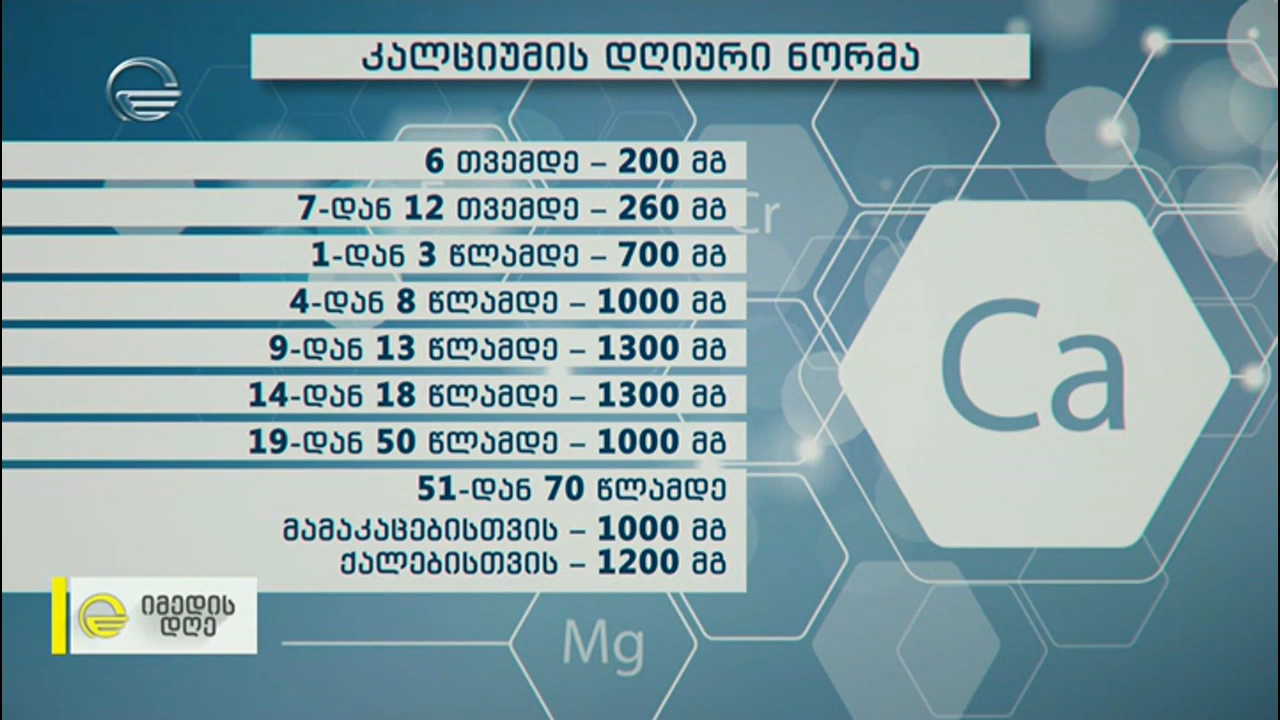 კალციუმის დღიური ნორმა
6 თვემდე – 200 მგ
7-დან 12 თვემდე – 260 მგ
1-დან 3 წლამდე – 700 მგ
4-დან 8 წლამდე – 1000 მგ
9-დან 13 წლამდე – 1300 მგ
14-დან 18 წლამდე – 1300 მგ
19-დან 50 წლამდე – 1000 მგ
51-დან 70 წლამდე
მამაკაცებისთვის – 1000 მგ
ქალებისთვის – 1200 მგ
Cr
Ca
Mg
იმედის
დღე